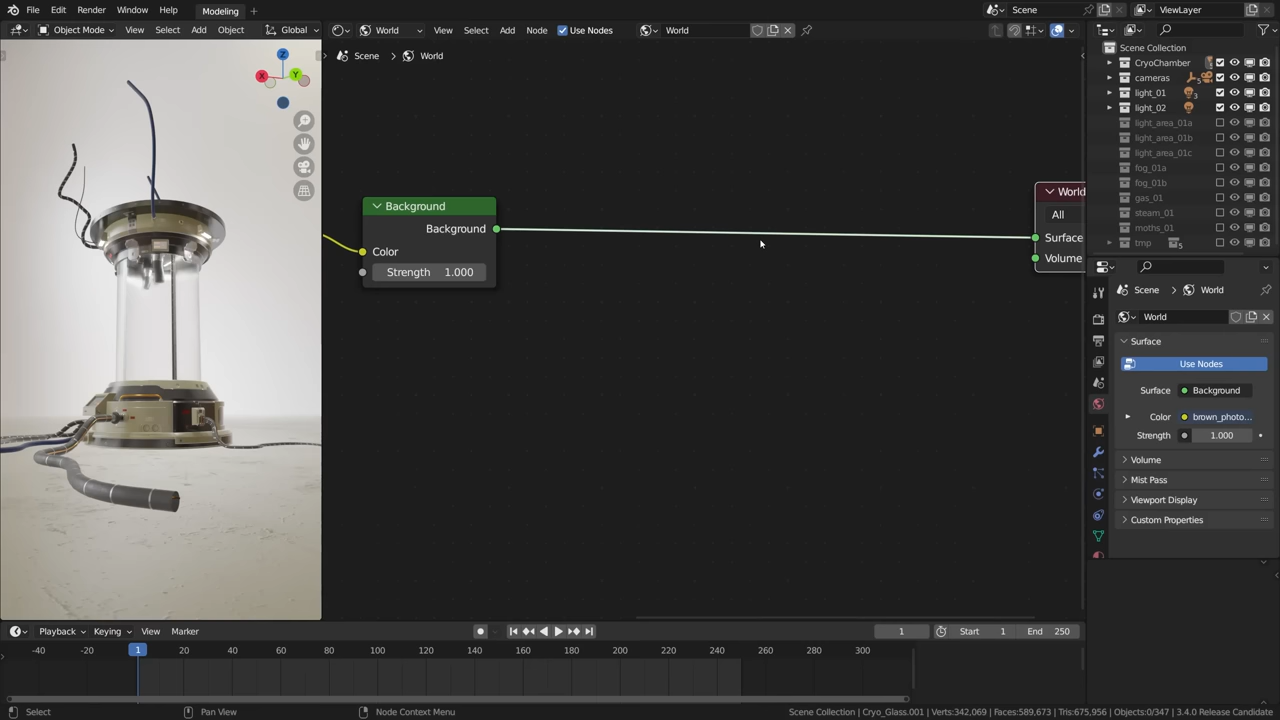 File Edit Render Window Help Modeling Scene ViewLayer
Object Mode View Select Add Object Global World View Select Add Node Use Nodes World
Scene World
Z
X Y
Background
Background
Color
Strength 1.000
World
All
Surface
Volume
Scene Collection
CryoChamber
cameras 5
light_01 3
light_02
light_area_01a
light_area_01b
light_area_01c
fog_01a
fog_01b
gas_01
steam_01
moths_01
tmp 5
Scene World
World
Surface
Use Nodes
Surface Background
Color brown_photo...
Strength 1.000
Volume
Mist Pass
Viewport Display
Custom Properties
Playback Keying View Marker 1 Start 1 End 250
-40 -20 1 20 40 60 80 100 120 140 160 180 200 220 240 260 280 300
Select Pan View Node Context Menu Scene Collection | Cryo_Glass.001 | Verts:342,069 | Faces:589,673 | Tris:675,956 | Objects:0/347 | 3.4.0 Release Candidate